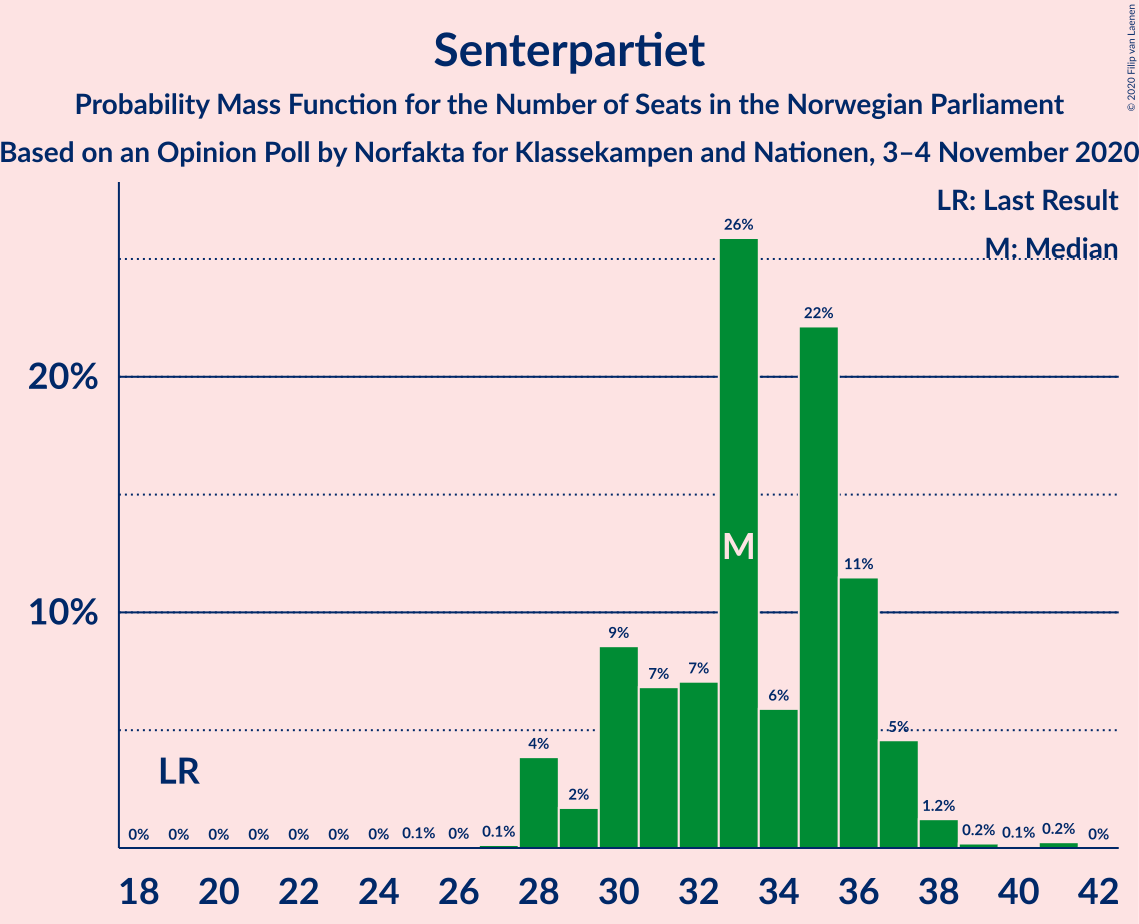 Senterpartiet
Probability Mass Function for the Number of Seats in the Norwegian Parliament
Based on an Opinion Poll by Norfakta for Klassekampen and Nationen, 3–4 November 2020
© 2020 Filip van Laenen
LR: Last Result
M: Median
20%
10%
26%
22%
11%
9%
7%
7%
6%
5%
4%
2%
1.2%
0% 0% 0% 0% 0% 0% 0% 0.1% 0% 0.1% 0.2% 0.1% 0.2% 0%
M
LR
18 20 22 24 26 28 30 32 34 36 38 40 42